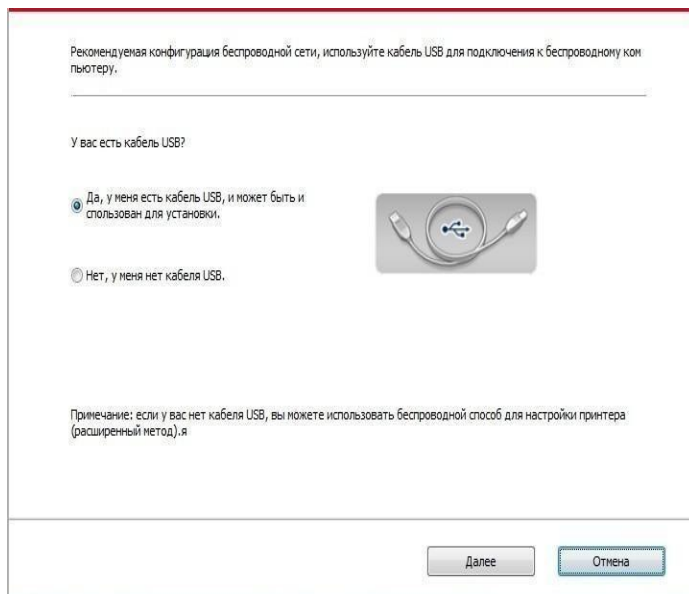 Рекомендуемая конфигурация беспроводной сети, используйте кабель USB для подключения к беспроводному ком
пьютеру.
У вас есть кабель USB?
Да, у меня есть кабель USB, и может быть и
спользован для установки.
Нет, у меня нет кабеля USB.
Примечание: если у вас нет кабеля USB, вы можете использовать беспроводной способ для настройки принтера
(расширенный метод).я
Далее
Отмена